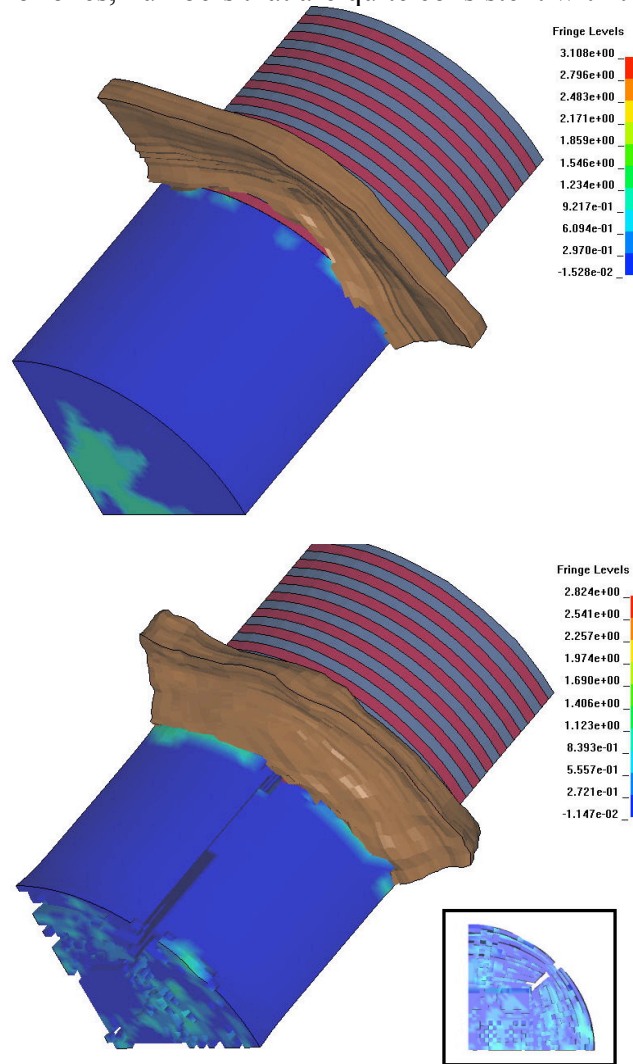 Fringe Levels
3.108e+00
2.796e+00
2.483e+00
2.171e+00
1.859e+00
1.546e+00
1.234e+00
9.217e-01
6.094e-01
2.970e-01
-1.528e-02
Fringe Levels
2.824e+00
2.541e+00
2.257e+00
1.974e+00
1.690e+00
1.406e+00
1.123e+00
8.393e-01
5.557e-01
2.721e-01
-1.147e-02